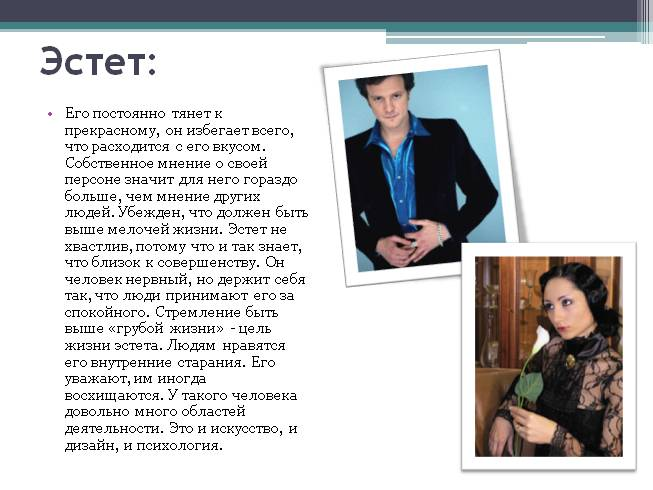 Эстет:
• Его постоянно тянет к
прекрасному, он избегает всего,
что расходится с его вкусом.
Собственное мнение о своей
персоне значит для него гораздо
больше, чем мнение других
людей. Убежден, что должен быть
выше мелочей жизни. Эстет не
хвастлив, потому что и так знает,
что близок к совершенству. Он
человек нервный, но держит себя
так, что люди принимают его за
спокойного. Стремление быть
выше «грубой жизни» - цель
жизни эстета. Людям нравятся
его внутренние старания. Его
уважают, им иногда
восхищаются. У такого человека
довольно много областей
деятельности. Это и искусство, и
дизайн, и психология.